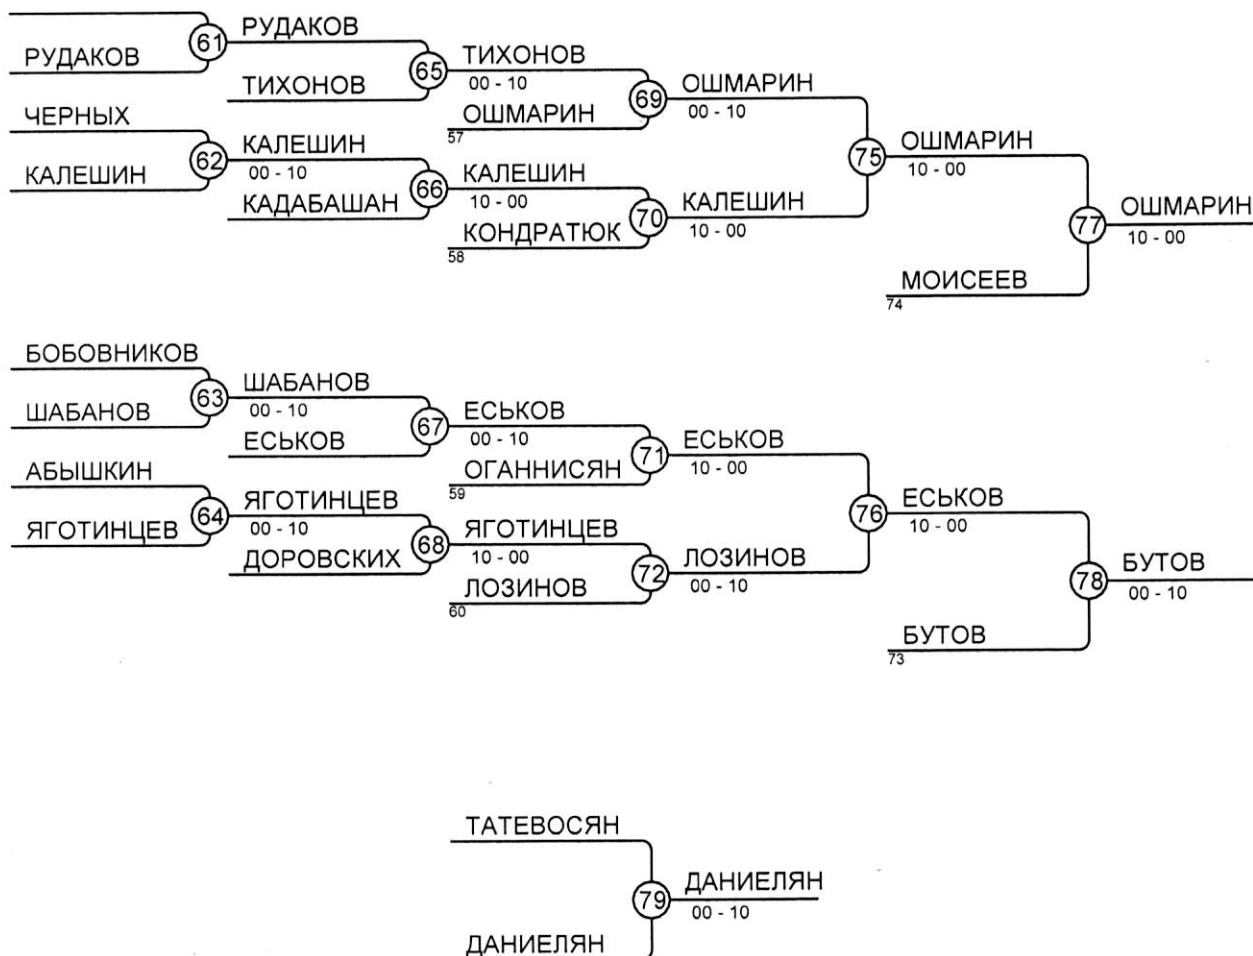 РУДАКОВ
61
РУДАКОВ
ТИХОНОВ
65
ТИХОНОВ
00 - 10
ОШМАРИН
57
69
ОШМАРИН
00 - 10
ЧЕРНЫХ
КАЛЕШИН
62
КАЛЕШИН
00 - 10
КАДАБАШАН
66
КАЛЕШИН
10 - 00
КОНДРАТЮК
58
70
КАЛЕШИН
10 - 00
75
ОШМАРИН
10 - 00
МОИСЕЕВ
74
77
ОШМАРИН
10 - 00
БОБОВНИКОВ
ШАБАНОВ
63
ШАБАНОВ
00 - 10
ЕСЬКОВ
67
ЕСЬКОВ
00 - 10
ОГАННИСЯН
59
71
ЕСЬКОВ
10 - 00
АБЫШКИН
ЯГОТИНЦЕВ
64
ЯГОТИНЦЕВ
00 - 10
ДОРОВСКИХ
68
ЯГОТИНЦЕВ
10 - 00
ЛОЗИНОВ
60
72
ЛОЗИНОВ
00 - 10
76
ЕСЬКОВ
10 - 00
БУТОВ
73
78
БУТОВ
00 - 10
ТАТЕВОСЯН
ДАНИЕЛЯН
79
ДАНИЕЛЯН
00 - 10